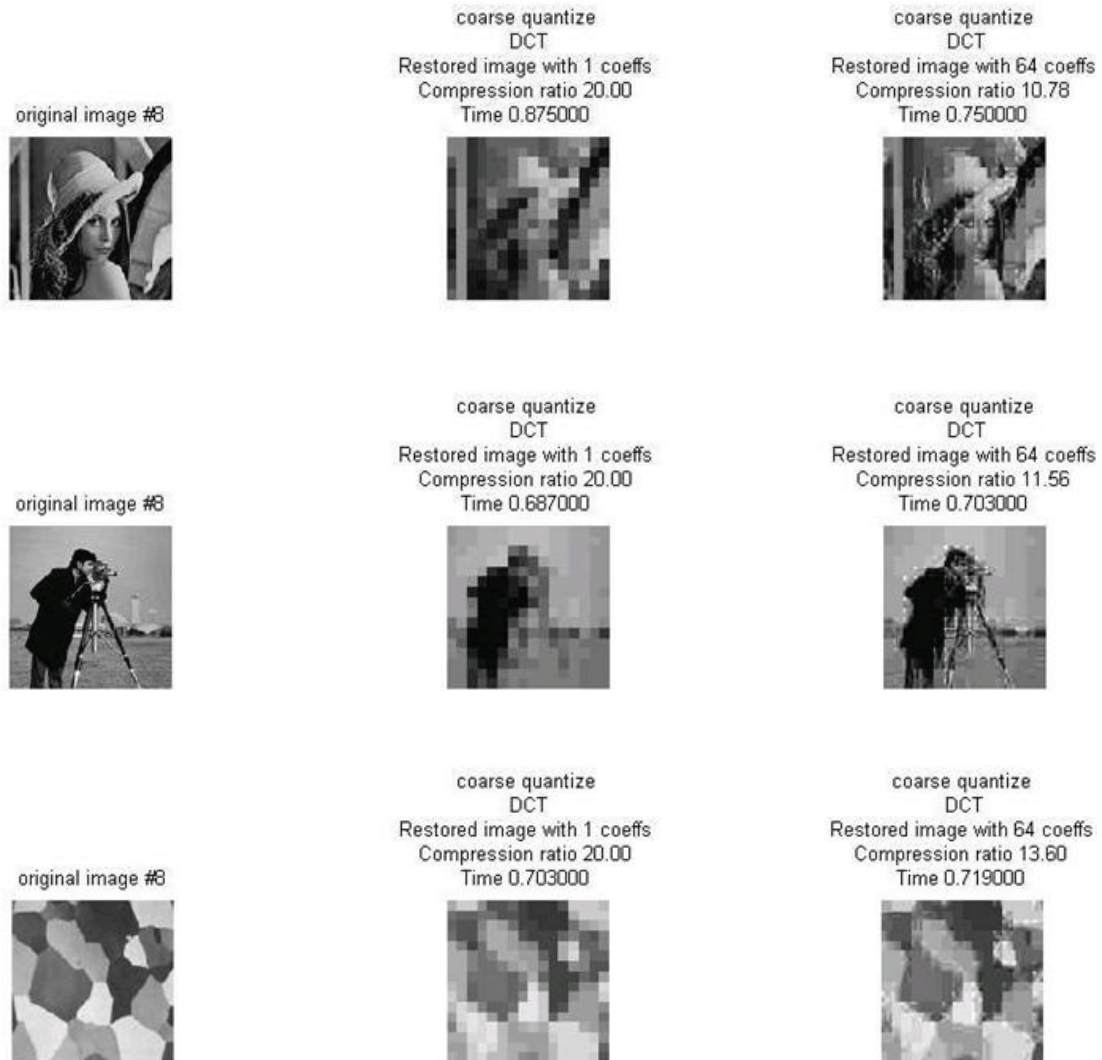 original image #8
coarse quantize
DCT
Restored image with 1 coeffs
Compression ratio 20.00
Time 0.875000
coarse quantize
DCT
Restored image with 64 coeffs
Compression ratio 10.78
Time 0.750000
original image #8
coarse quantize
DCT
Restored image with 1 coeffs
Compression ratio 20.00
Time 0.687000
coarse quantize
DCT
Restored image with 64 coeffs
Compression ratio 11.56
Time 0.703000
original image #8
coarse quantize
DCT
Restored image with 1 coeffs
Compression ratio 20.00
Time 0.703000
coarse quantize
DCT
Restored image with 64 coeffs
Compression ratio 13.60
Time 0.719000